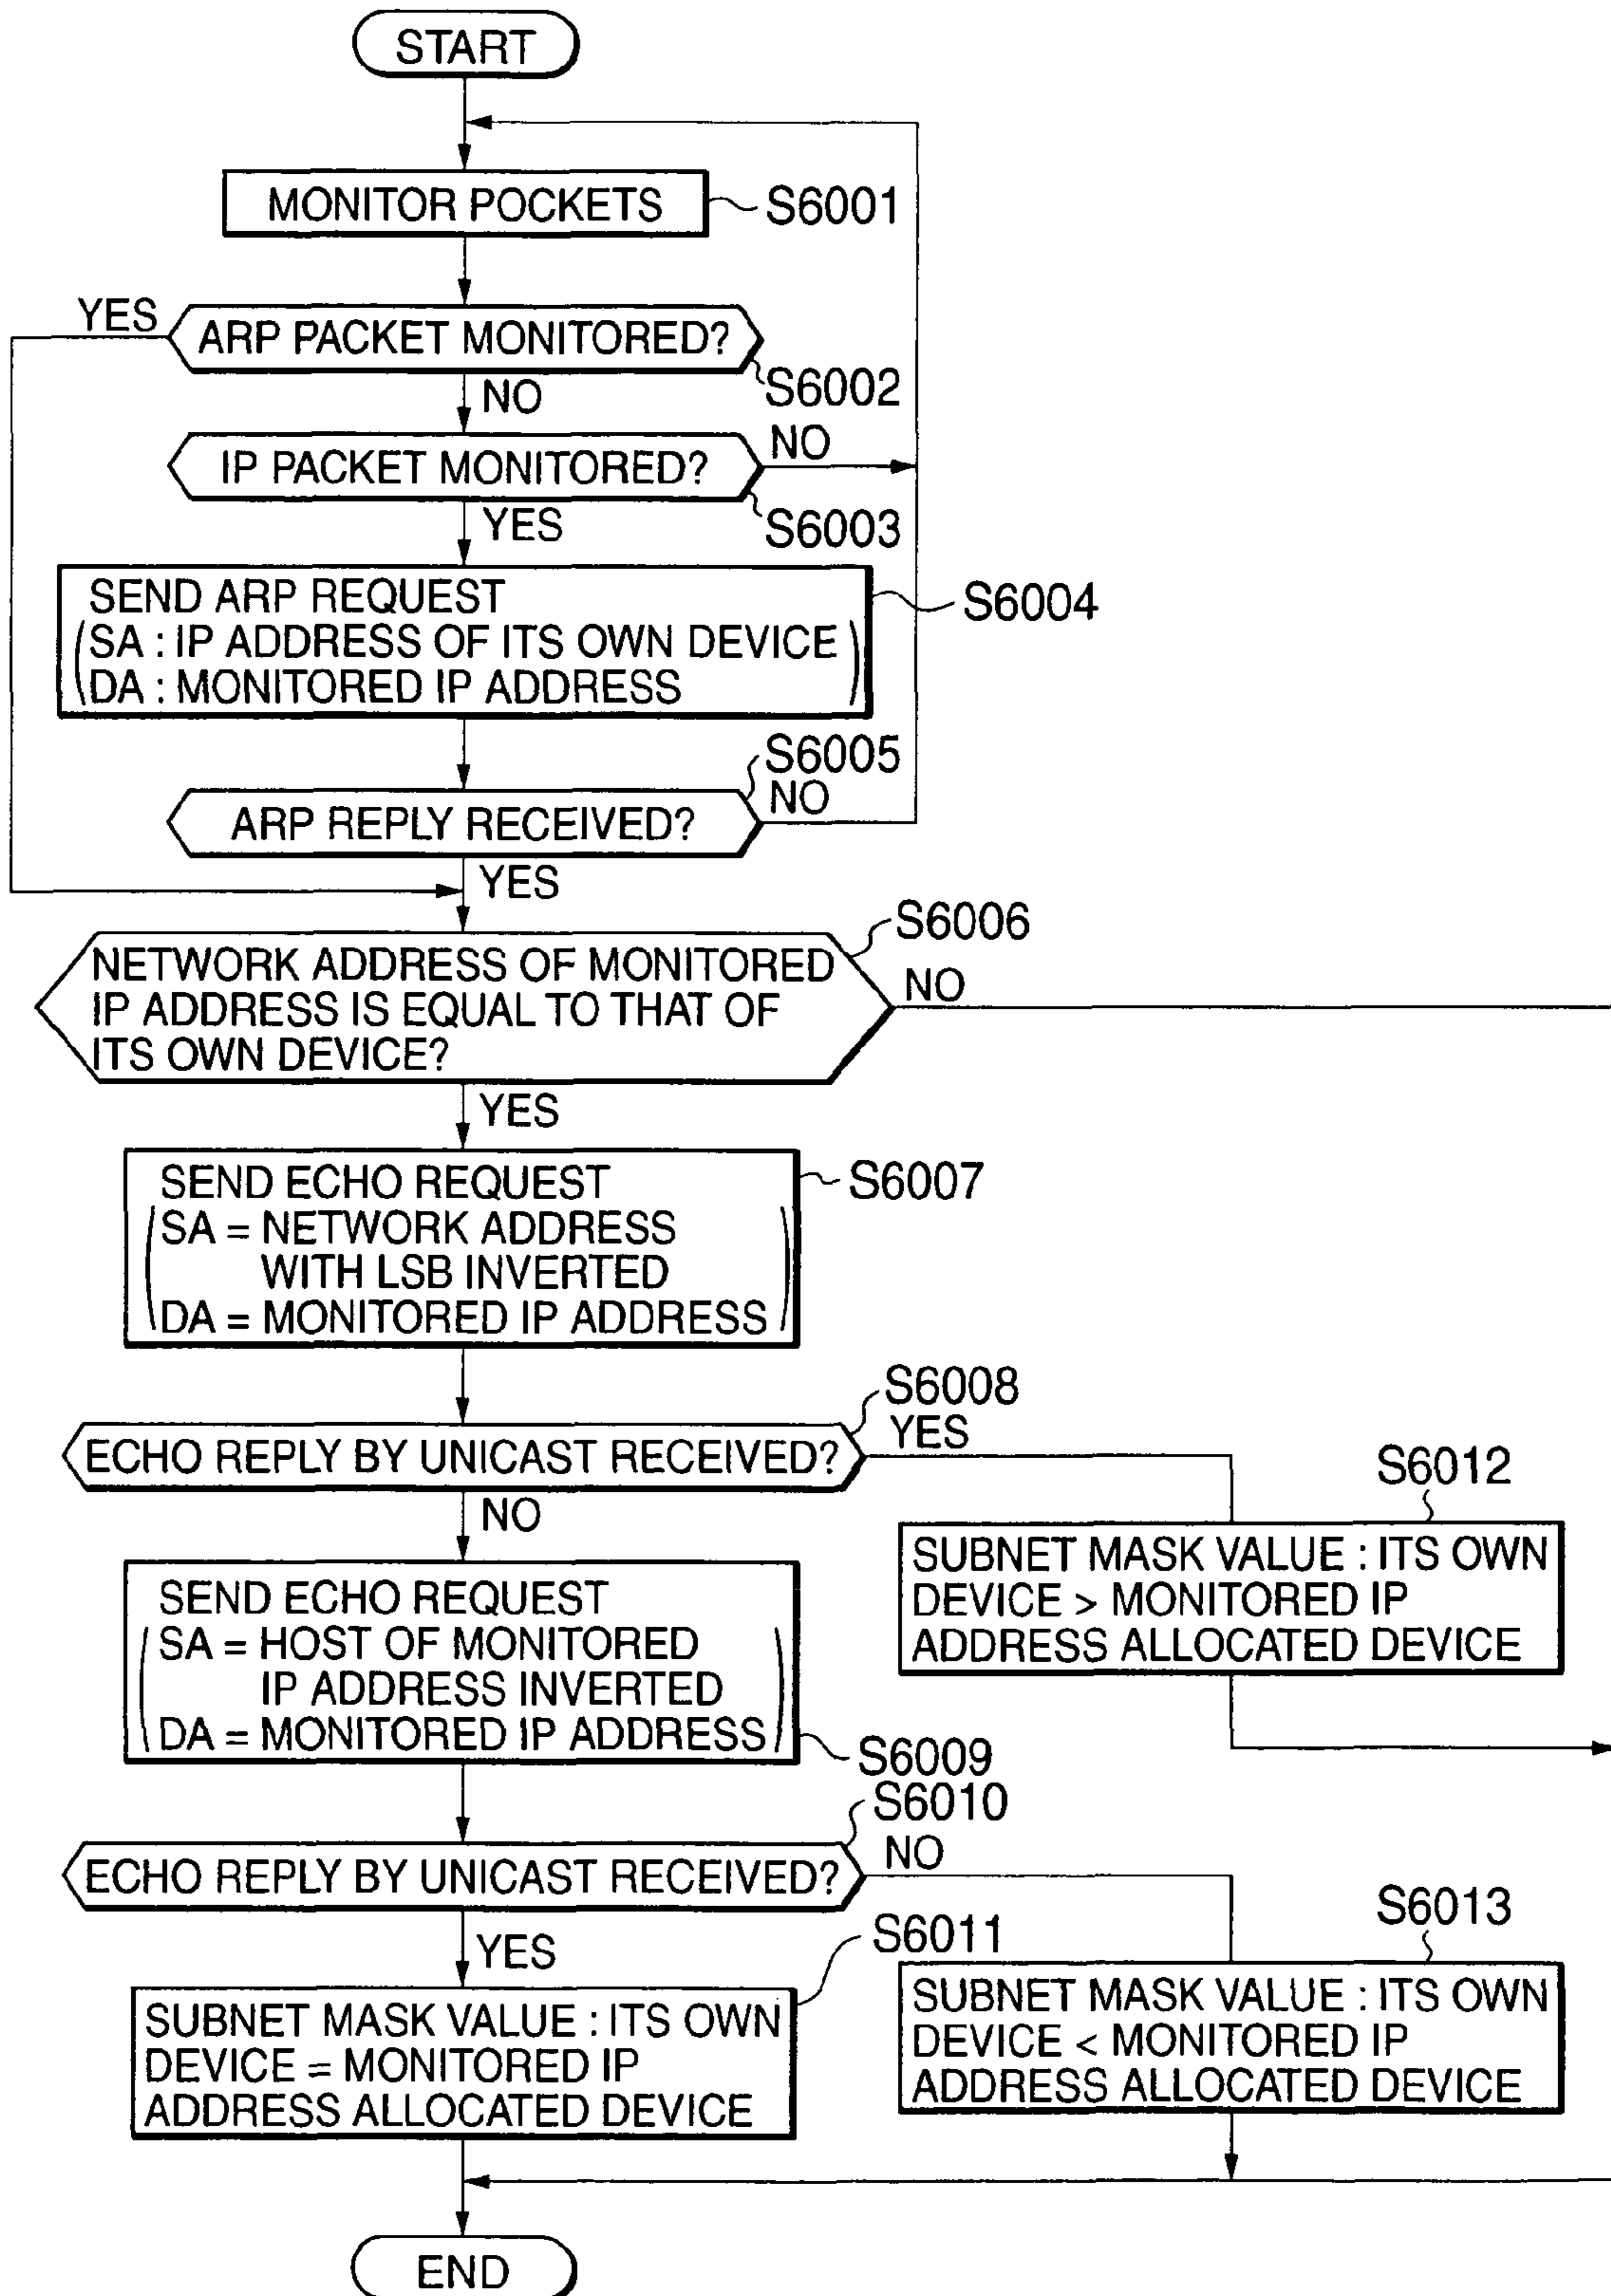 START
MONITOR POCKETS
S6001
YES
ARP PACKET MONITORED?
S6002
NO
IP PACKET MONITORED?
NO
S6003
YES
SEND ARP REQUEST
(SA : IP ADDRESS OF ITS OWN DEVICE
DA : MONITORED IP ADDRESS)
S6004
S6005
NO
ARP REPLY RECEIVED?
YES
S6006
NETWORK ADDRESS OF MONITORED
IP ADDRESS IS EQUAL TO THAT OF
ITS OWN DEVICE?
NO
YES
SEND ECHO REQUEST
(SA = NETWORK ADDRESS
WITH LSB INVERTED
DA = MONITORED IP ADDRESS)
S6007
S6008
ECHO REPLY BY UNICAST RECEIVED?
YES
NO
S6012
SUBNET MASK VALUE : ITS OWN
DEVICE > MONITORED IP
ADDRESS ALLOCATED DEVICE
SEND ECHO REQUEST
(SA = HOST OF MONITORED
IP ADDRESS INVERTED
DA = MONITORED IP ADDRESS)
S6009
S6010
ECHO REPLY BY UNICAST RECEIVED?
NO
YES
S6011
SUBNET MASK VALUE : ITS OWN
DEVICE = MONITORED IP
ADDRESS ALLOCATED DEVICE
S6013
SUBNET MASK VALUE : ITS OWN
DEVICE < MONITORED IP
ADDRESS ALLOCATED DEVICE
END